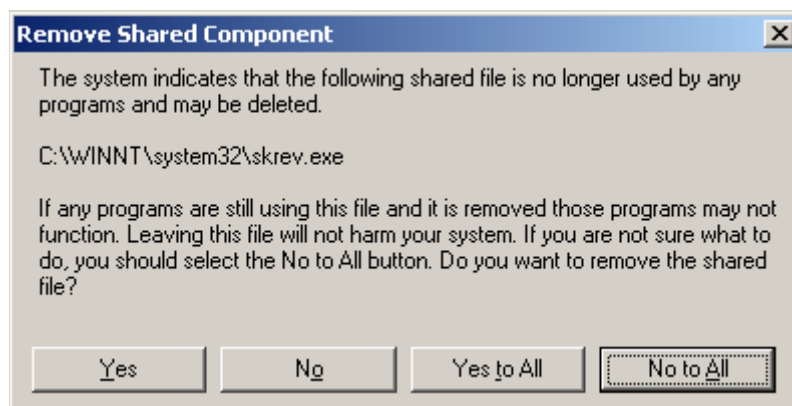 Remove Shared Component
The system indicates that the following shared file is no longer used by any
programs and may be deleted.
C:\WINNT\system32\skrev.exe
If any programs are still using this file and it is removed those programs may not
function. Leaving this file will not harm your system. If you are not sure what to
do, you should select the No to All button. Do you want to remove the shared
file?
Yes No Yes to All No to All